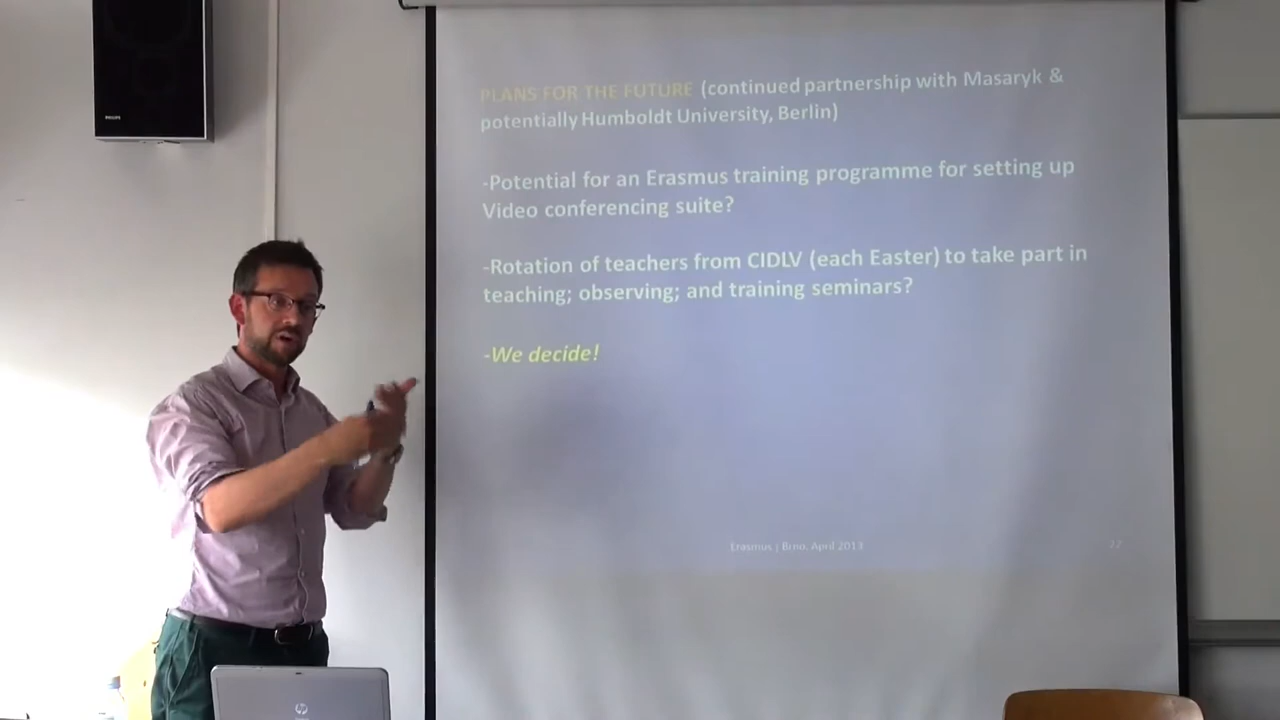 PHILIPS
PLANS FOR THE FUTURE (continued partnership with Masaryk &
potentially Humboldt University, Berlin)
-Potential for an Erasmus training programme for setting up
Video conferencing suite?
-Rotation of teachers from CIDLV (each Easter) to take part in
teaching; observing; and training seminars?
-We decide!
Erasmus | Brno, April 2013
22
hp